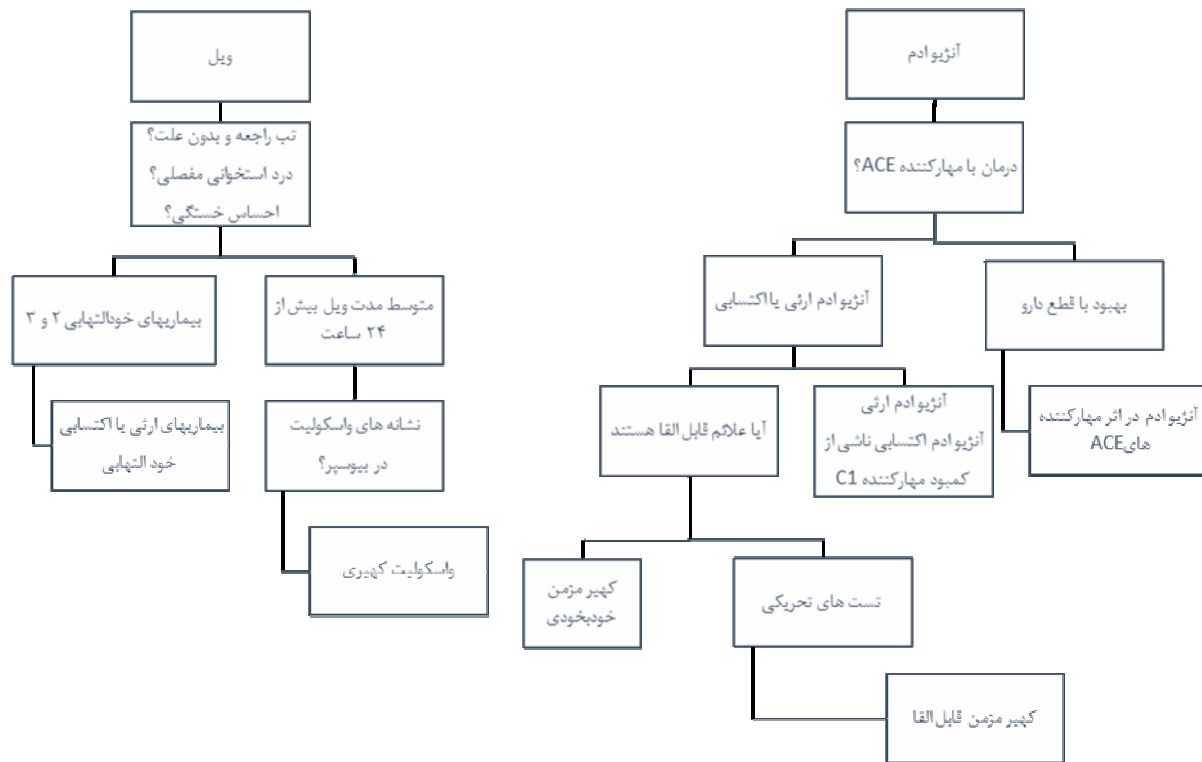 آنژیوادم
درمان با مهارکننده ACE؟
آنژیوادم ارثی یا اکتسابی
بهبود با قطع دارو
آیا علائم قابل القا هستند
آنژیوادم ارثی
آنژیوادم اکتسابی ناشی از
کمبود مهارکننده C1
آنژیوادم در اثر مهارکننده
هایACE
کهیر مزمن
خودبخودی
تست های تحریکی
کهیر مزمن قابل القا
ویل
تب راجعه و بدون علت؟
درد استخوانی مفصلی؟
احساس خستگی؟
متوسط مدت ویل بیش از
۲۴ ساعت
بیماریهای خودالتهابی ۲ و ۳
نشانه های واسکولیت
در بیوسپر؟
بیماریهای ارثی یا اکتسابی
خود التهابی
واسکولیت کهیری